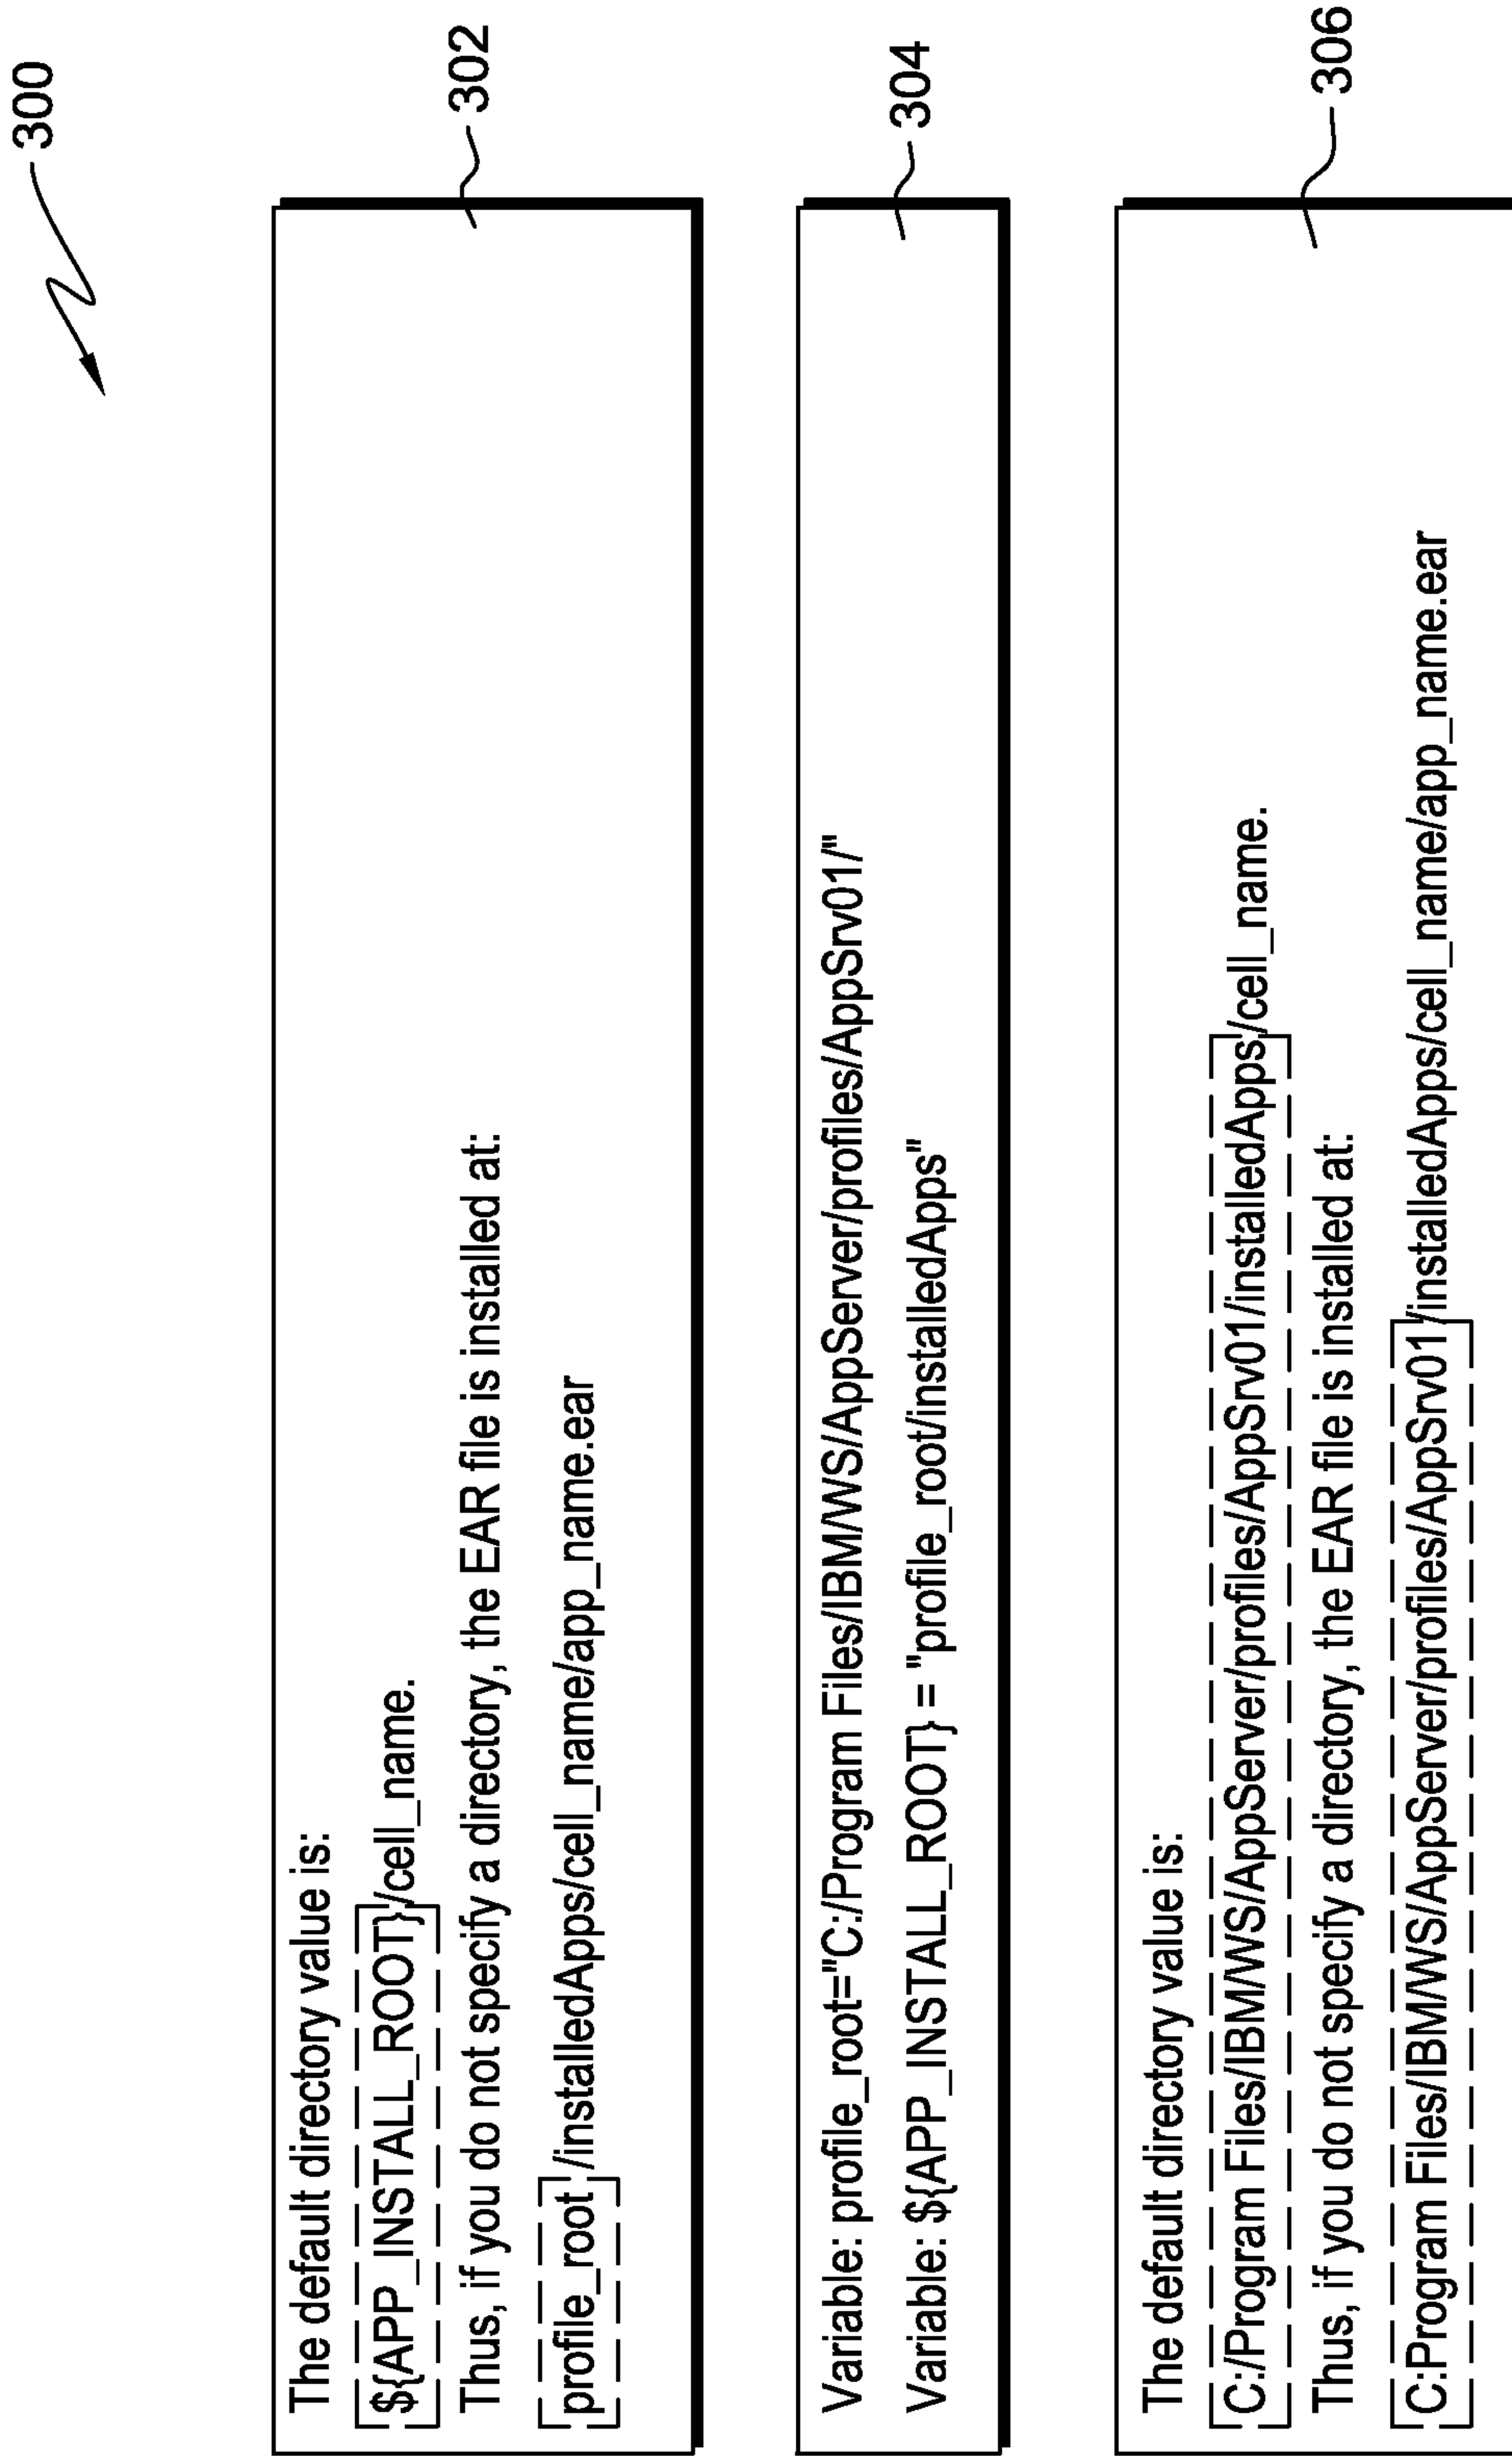 300
The default directory value is:
${APP_INSTALL_ROOT}/cell_name.
Thus, if you do not specify a directory, the EAR file is installed at:
profile_root /installedApps/cell_name/app_name.ear
302
Variable: profile_root="C:/Program Files/IBM/WS/AppServer/profiles/AppSrv01/"
Variable: ${APP_INSTALL_ROOT} = "profile_root/installedApps"
304
The default directory value is:
C:/Program Files/IBM/WS/AppServer/profiles/AppSrv01/installedApps/cell_name.
Thus, if you do not specify a directory, the EAR file is installed at:
C:Program Files/IBM/WS/AppServer/profiles/AppSrv01/installedApps/cell_name/app_name.ear
306